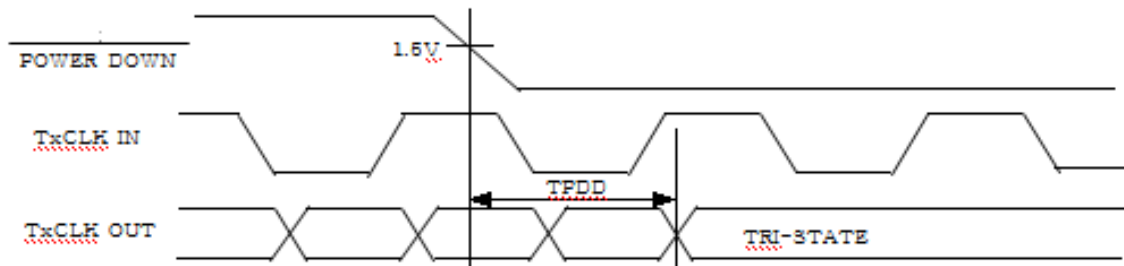 POWER DOWN
1.5V
TxCLK IN
TPDD
TxCLK OUT
TRI-STATE